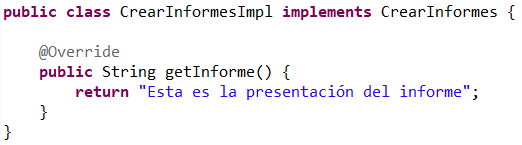 public class CrearInformesImpl implements CrearInformes {
@Override
public String getInforme() {
return "Esta es la presentación del informe";
}
}